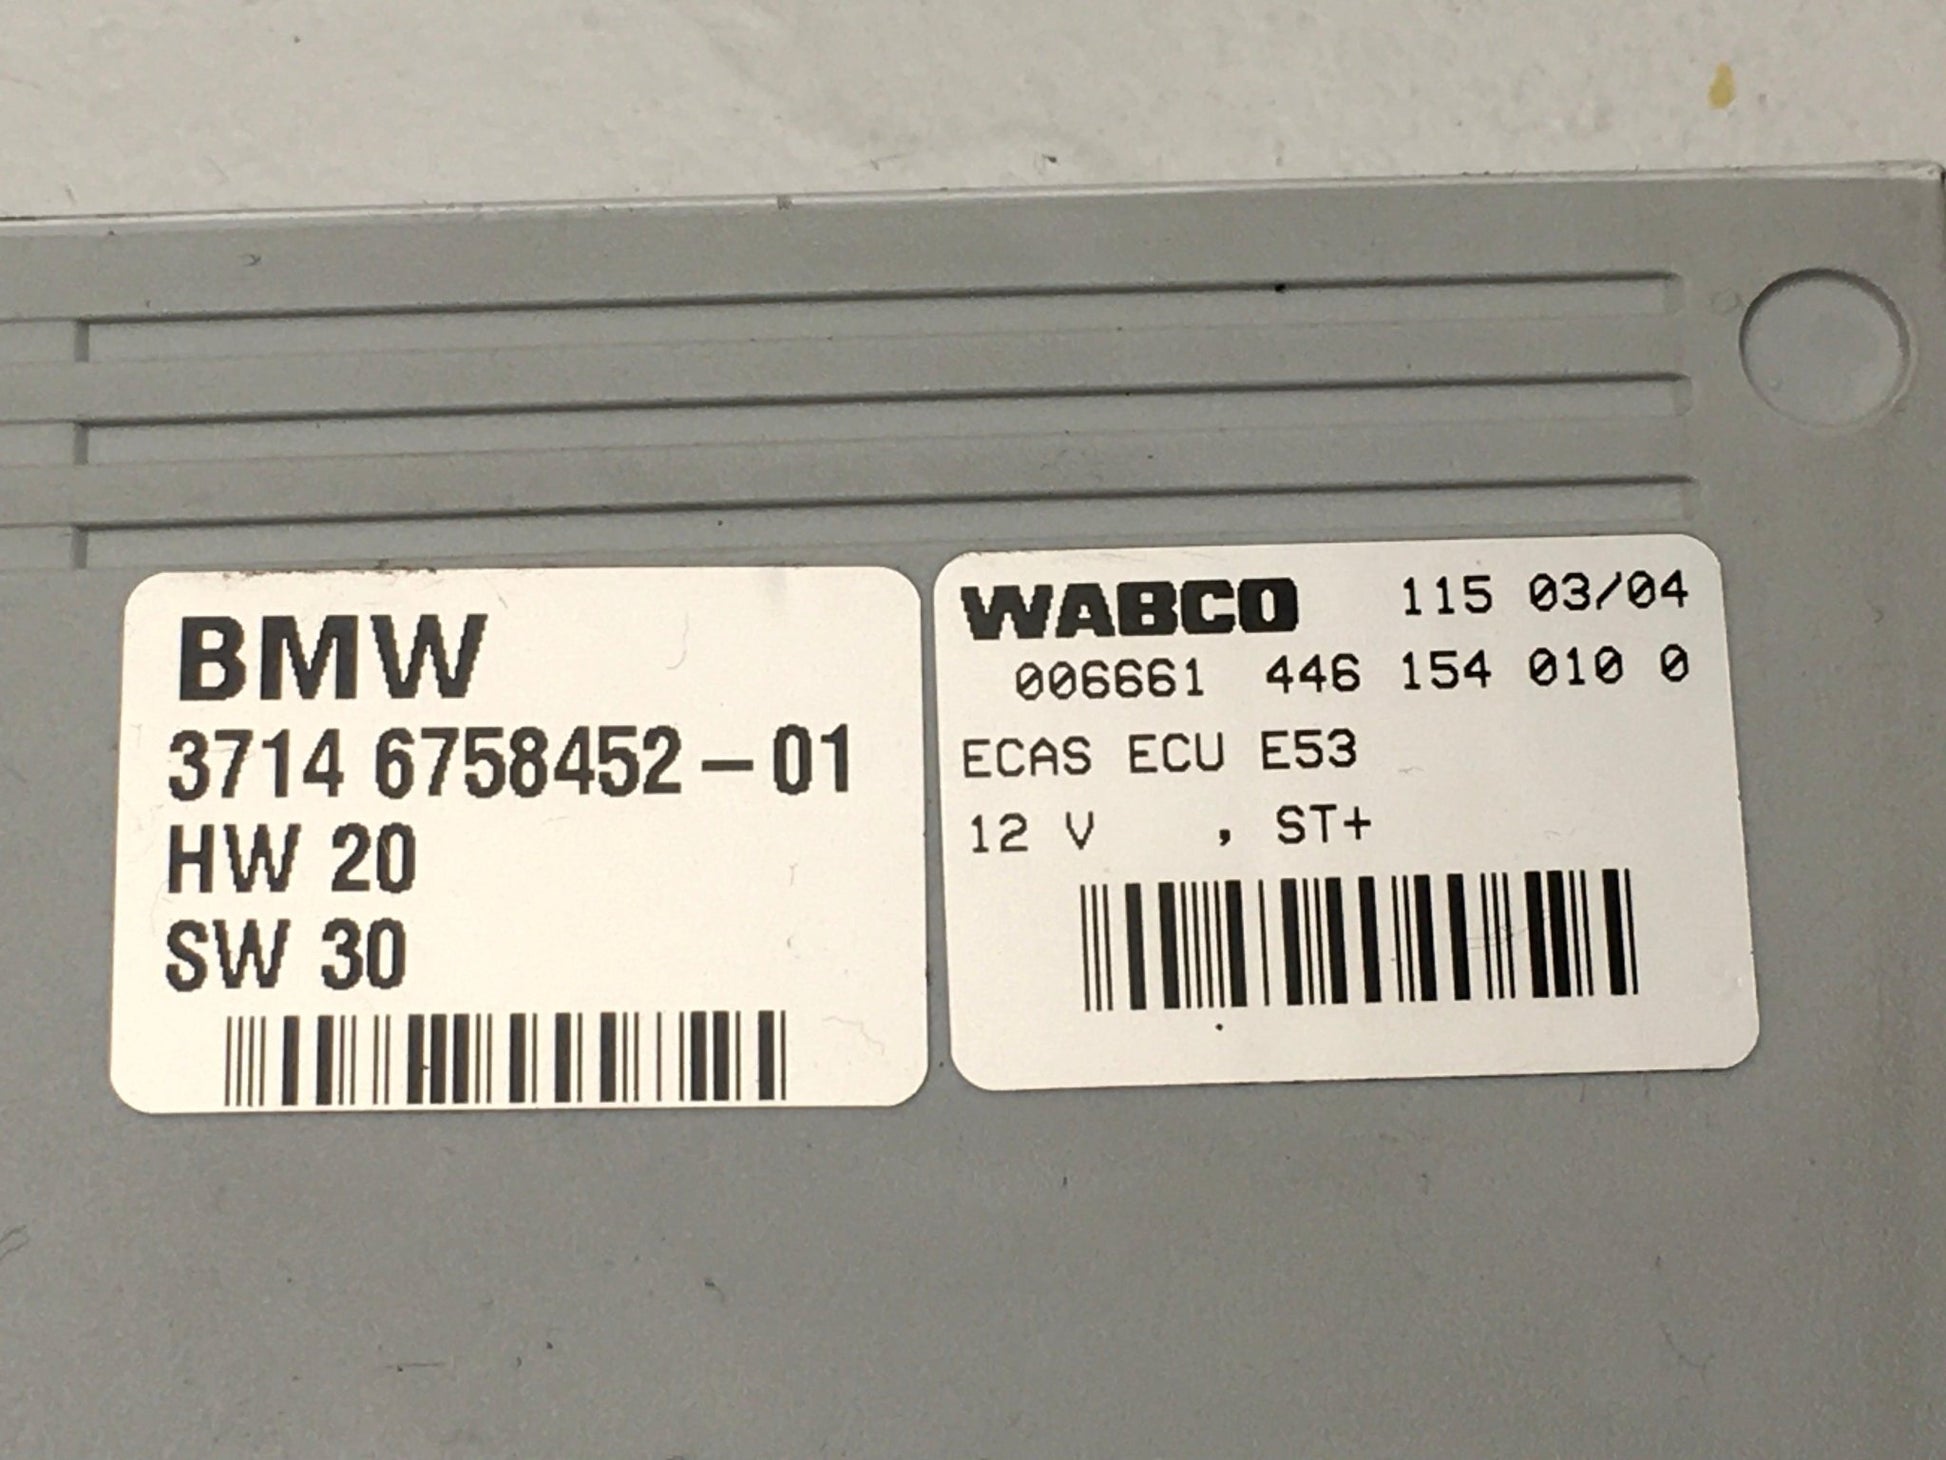 BMW
3714 6758452-01
HW 20
SW 30
WABCO 115 03/04
006661 446 154 010 0
ECAS ECU E53
12 V , ST+